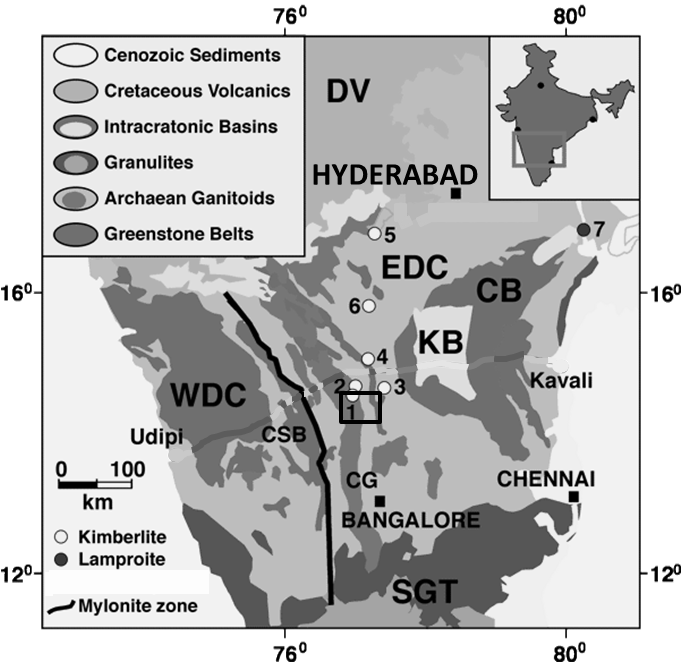 76⁰ 80⁰
Cenozoic Sediments
Cretaceous Volcanics
Intracratonic Basins
Granulites
Archaean Ganitoids
Greenstone Belts
DV
HYDERABAD
5
7
EDC
16⁰ 16⁰
CB
6
KB
4
2 3
WDC
Kavali
1
Udipi
CSB
0 100
km
CG
CHENNAI
BANGALORE
Kimberlite
Lamproite
12⁰ 12⁰
SGT
Mylonite zone
76⁰ 80⁰